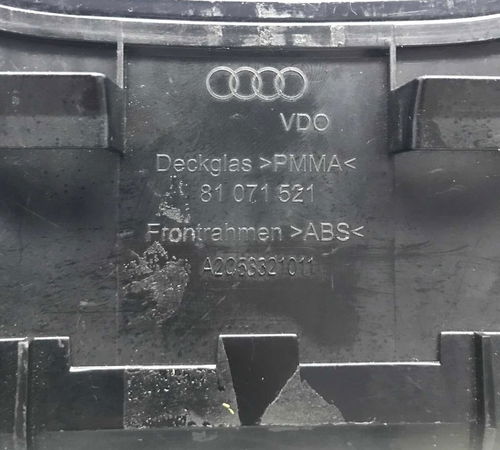 VDO
Deckglas >PMMA<
81 071 521
Frontrahmen >ABS<
A2C53321011